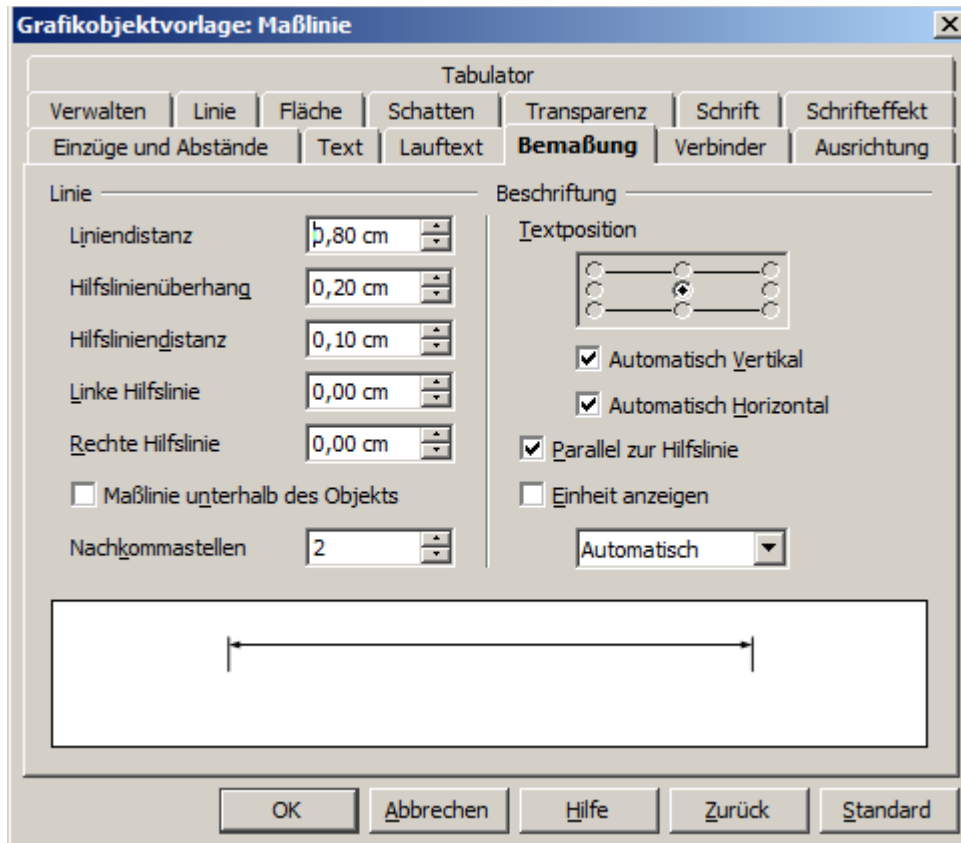 Grafikobjektvorlage: Maßlinie
Tabulator
Verwalten Linie Fläche Schatten Transparenz Schrift Schrifteffekt
Einzüge und Abstände Text Lauftext Bemaßung Verbinder Ausrichtung
Linie Beschriftung
Liniendistanz 0,80 cm Textposition
Hilfslinienüberhang 0,20 cm
Hilfsliniendistanz 0,10 cm
Automatisch Vertikal
Linke Hilfslinie 0,00 cm
Automatisch Horizontal
Rechte Hilfslinie 0,00 cm Parallel zur Hilfslinie
Maßlinie unterhalb des Objekts Einheit anzeigen
Nachkommastellen 2 Automatisch
OK Abbrechen Hilfe Zurück Standard